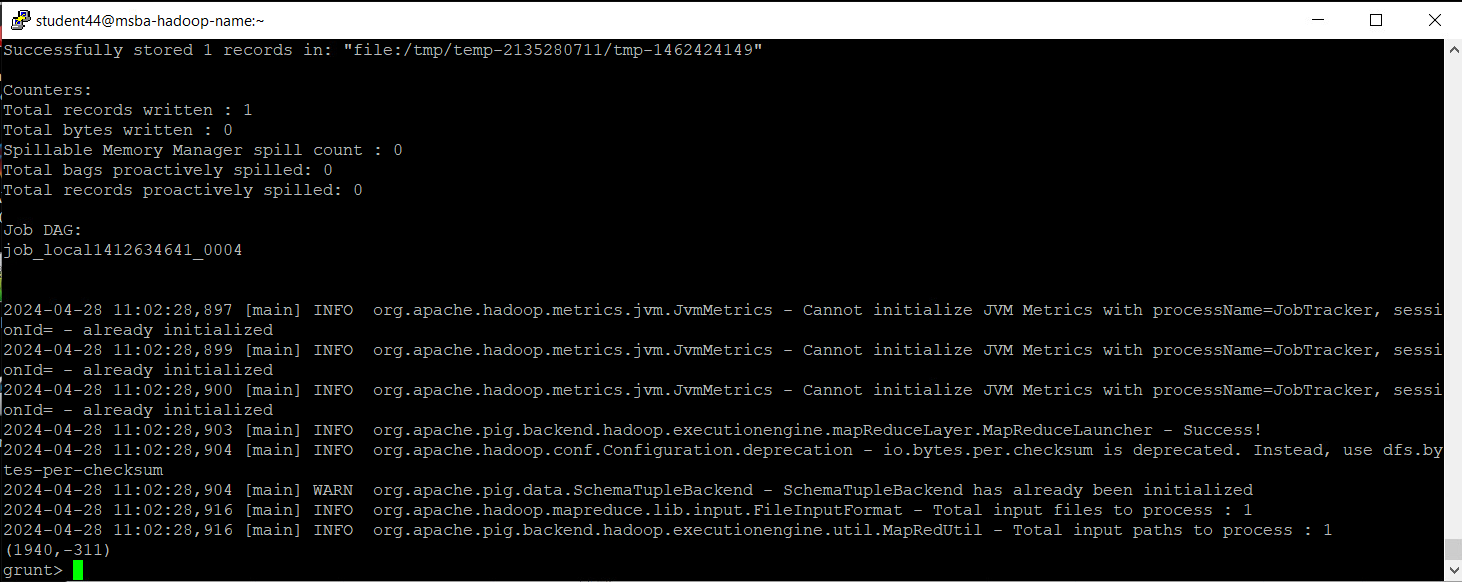 student44@msba-hadoop-name:~
Successfully stored 1 records in: "file:/tmp/temp-2135280711/tmp-1462424149"
Counters:
Total records written : 1
Total bytes written : 0
Spillable Memory Manager spill count : 0
Total bags proactively spilled: 0
Total records proactively spilled: 0
Job DAG:
job_local1412634641_0004
2024-04-28 11:02:28,897 [main] INFO  org.apache.hadoop.metrics.jvm.JvmMetrics - Cannot initialize JVM Metrics with processName=JobTracker, sessi
onId= - already initialized
2024-04-28 11:02:28,899 [main] INFO  org.apache.hadoop.metrics.jvm.JvmMetrics - Cannot initialize JVM Metrics with processName=JobTracker, sessi
onId= - already initialized
2024-04-28 11:02:28,900 [main] INFO  org.apache.hadoop.metrics.jvm.JvmMetrics - Cannot initialize JVM Metrics with processName=JobTracker, sessi
onId= - already initialized
2024-04-28 11:02:28,903 [main] INFO  org.apache.pig.backend.hadoop.executionengine.mapReduceLayer.MapReduceLauncher - Success!
2024-04-28 11:02:28,904 [main] INFO  org.apache.hadoop.conf.Configuration.deprecation - io.bytes.per.checksum is deprecated. Instead, use dfs.by
tes-per-checksum
2024-04-28 11:02:28,904 [main] WARN  org.apache.pig.data.SchemaTupleBackend - SchemaTupleBackend has already been initialized
2024-04-28 11:02:28,916 [main] INFO  org.apache.hadoop.mapreduce.lib.input.FileInputFormat - Total input files to process : 1
2024-04-28 11:02:28,916 [main] INFO  org.apache.pig.backend.hadoop.executionengine.util.MapRedUtil - Total input paths to process : 1
(1940,-311)
grunt>